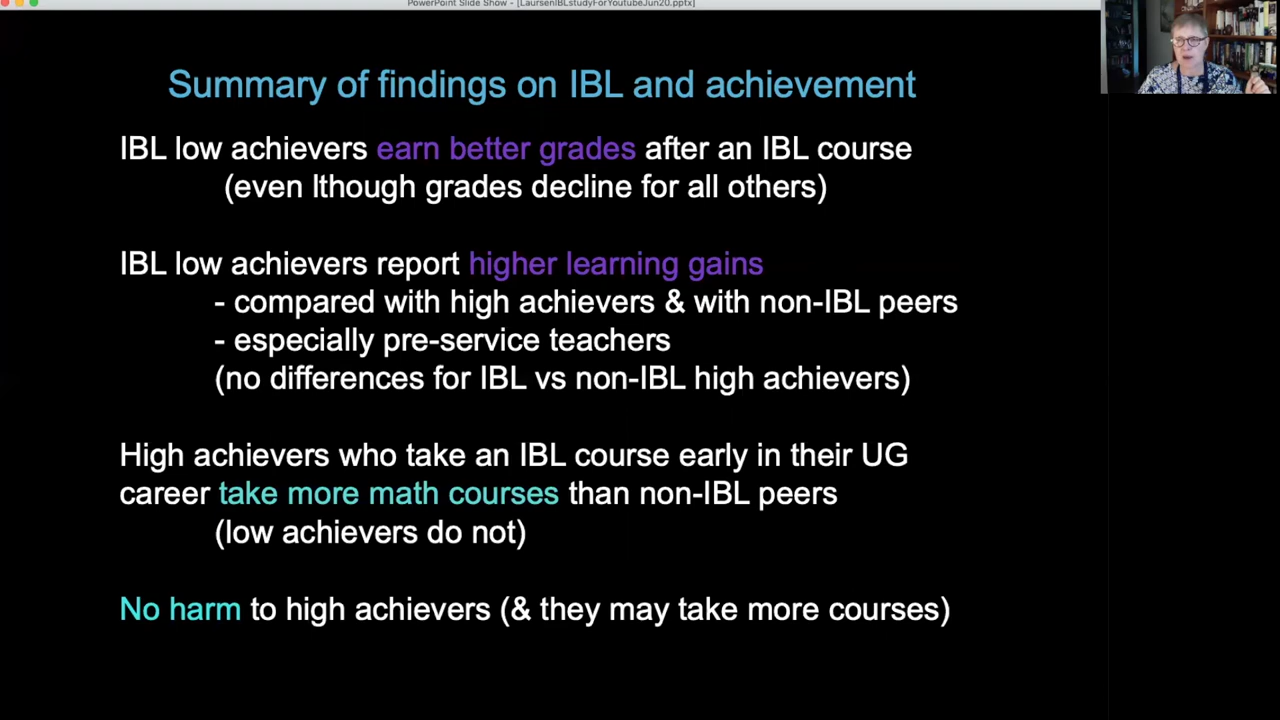 PowerPoint Slide Show - [LaursenIBLstudyForYoutubeJun20.pptx]
Summary of findings on IBL and achievement
IBL low achievers earn better grades after an IBL course
(even lthough grades decline for all others)
IBL low achievers report higher learning gains
- compared with high achievers & with non-IBL peers
- especially pre-service teachers
(no differences for IBL vs non-IBL high achievers)
High achievers who take an IBL course early in their UG
career take more math courses than non-IBL peers
(low achievers do not)
No harm to high achievers (& they may take more courses)